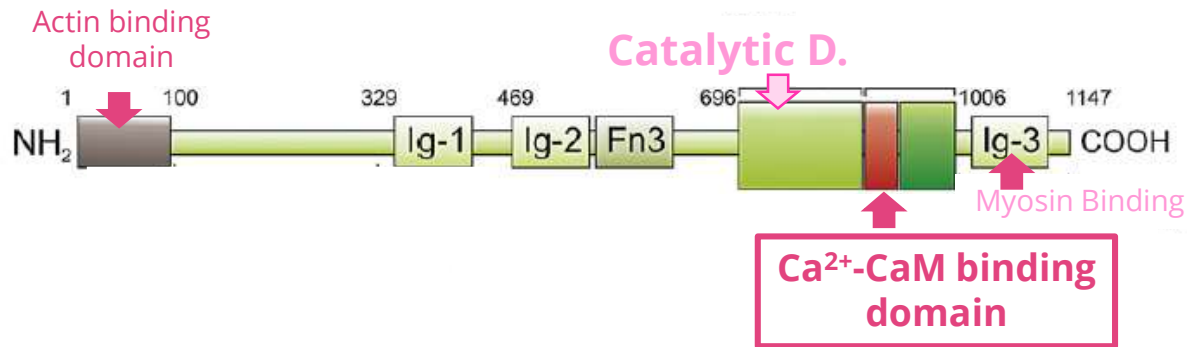 Actin binding
domain
Catalytic D.
1 100 329 469 696 1006 1147
NH2 Ig-1 Ig-2 Fn3 Ig-3 COOH
Myosin Binding
Ca²⁺-CaM binding
domain